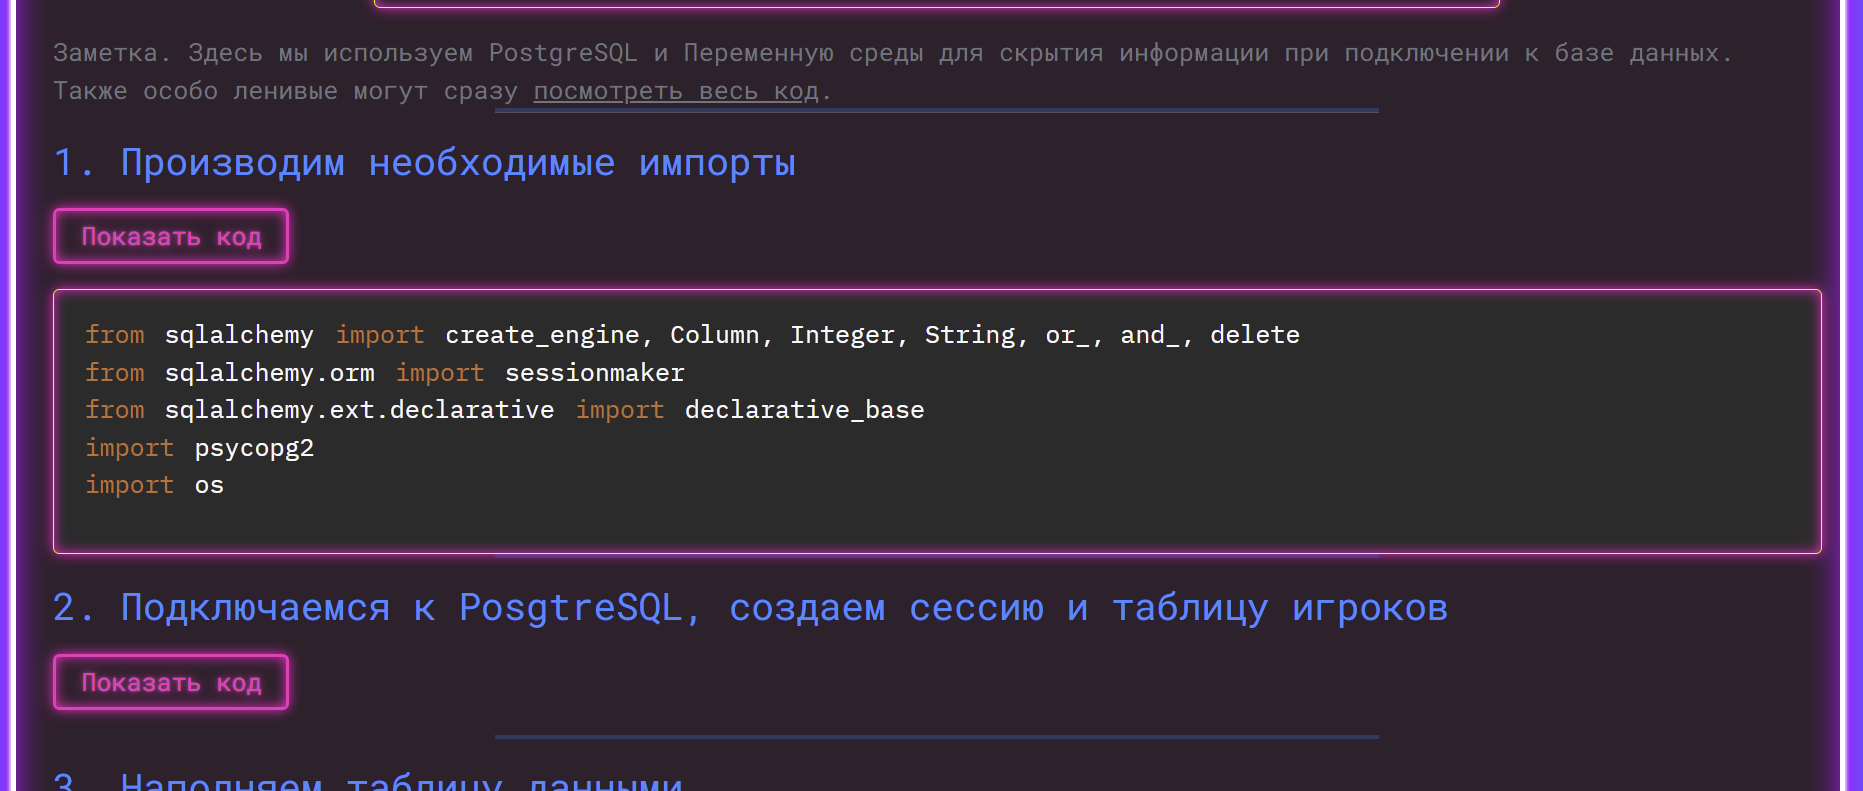 Заметка. Здесь мы используем PostgreSQL и Переменную среды для скрытия информации при подключении к базе данных.
Также особо ленивые могут сразу посмотреть весь код.
1. Производим необходимые импорты
Показать код
from sqlalchemy import create_engine, Column, Integer, String, or_, and_, delete
from sqlalchemy.orm import sessionmaker
from sqlalchemy.ext.declarative import declarative_base
import psycopg2
import os
2. Подключаемся к PosgtreSQL, создаем сессию и таблицу игроков
Показать код
3. Наполняем таблицу данными